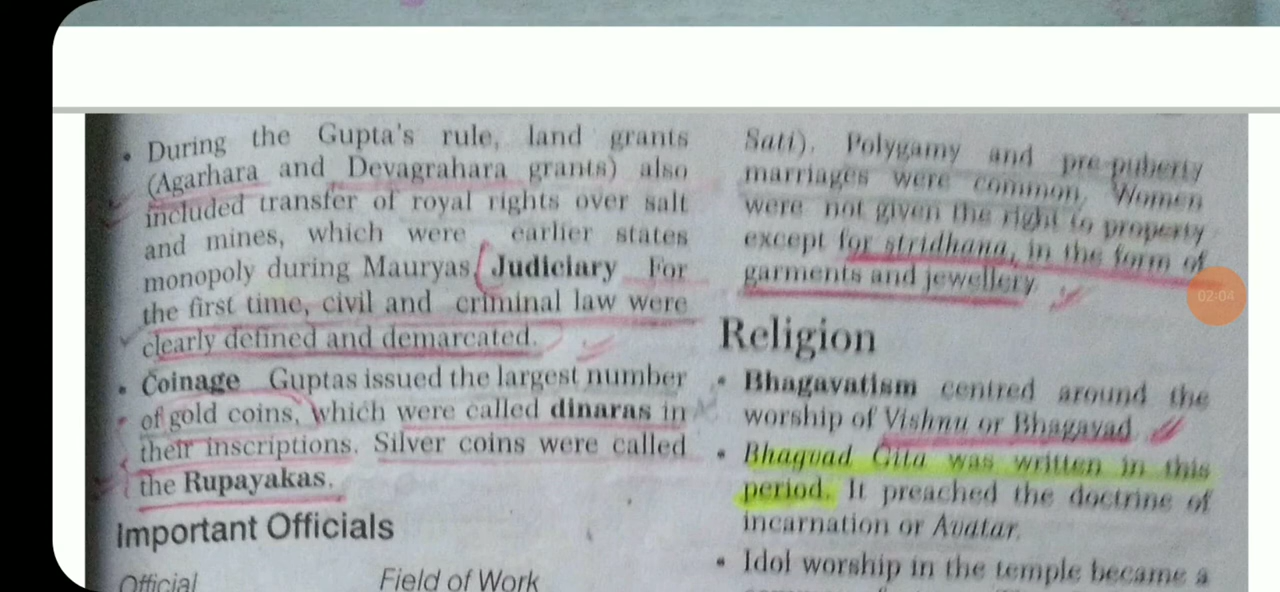 • During the Gupta's rule, land grants
(Agarhara and Devagrahara grants) also
included transfer of royal rights over salt
and mines, which were earlier states
monopoly during Mauryas. Judiciary For
the first time, civil and criminal law were
clearly defined and demarcated.
• Coinage Guptas issued the largest number
of gold coins, which were called dinaras in
their inscriptions. Silver coins were called
the Rupayakas.
Important Officials
Official Field of Work
Sati). Polygamy and pre-puberty
marriages were common. Women
were not given the right to property
except for stridhana, in the form of
garments and jewellery.
Religion
• Bhagavatism centred around the
worship of Vishnu or Bhagavad.
• Bhagvad Gita was written in this
period. It preached the doctrine of
incarnation or Avatar.
• Idol worship in the temple became a
02:04